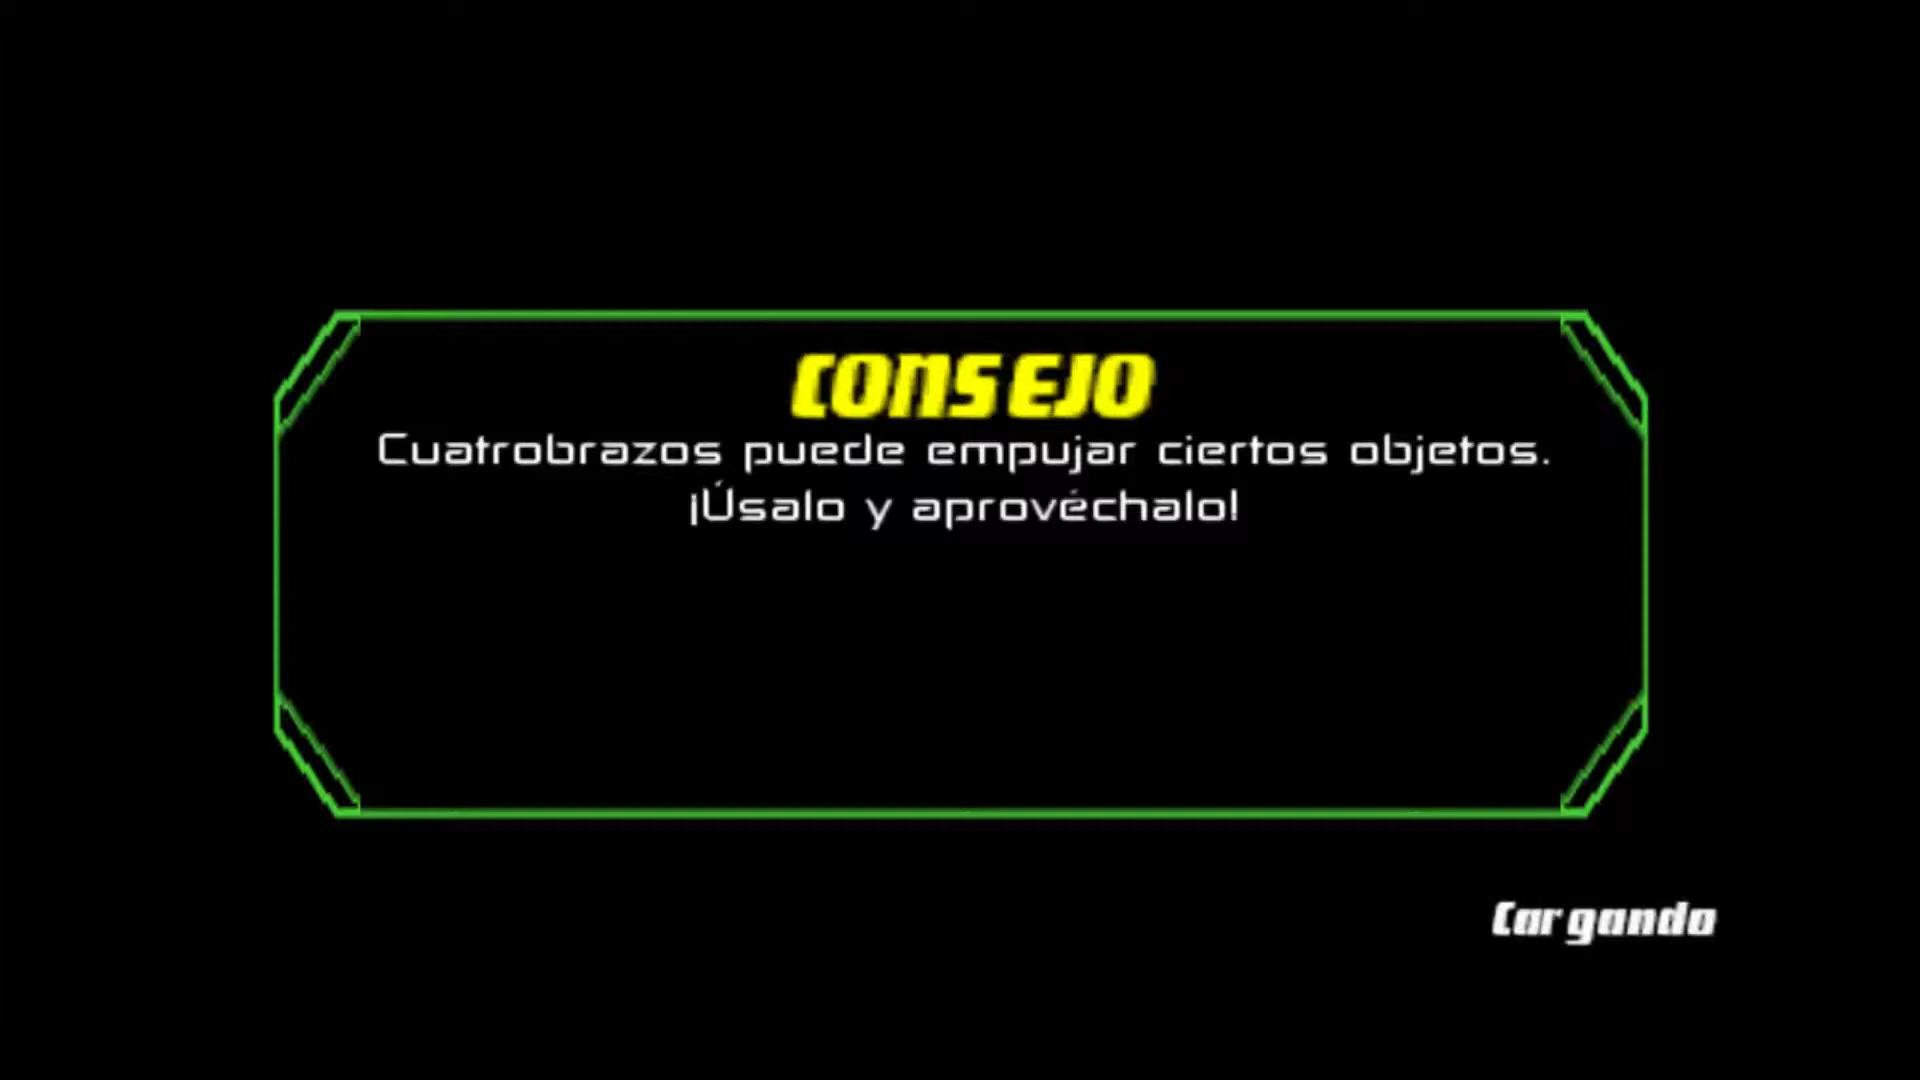 CONSEJO
Cuatrobrazos puede empujar ciertos objetos.
¡Úsalo y aprovéchalo!
Cargando